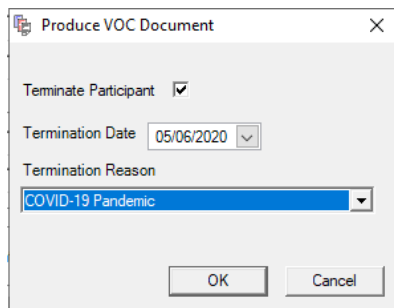 Produce VOC Document
Terminate Participant
Termination Date 05/06/2020
Termination Reason
COVID-19 Pandemic
OK Cancel